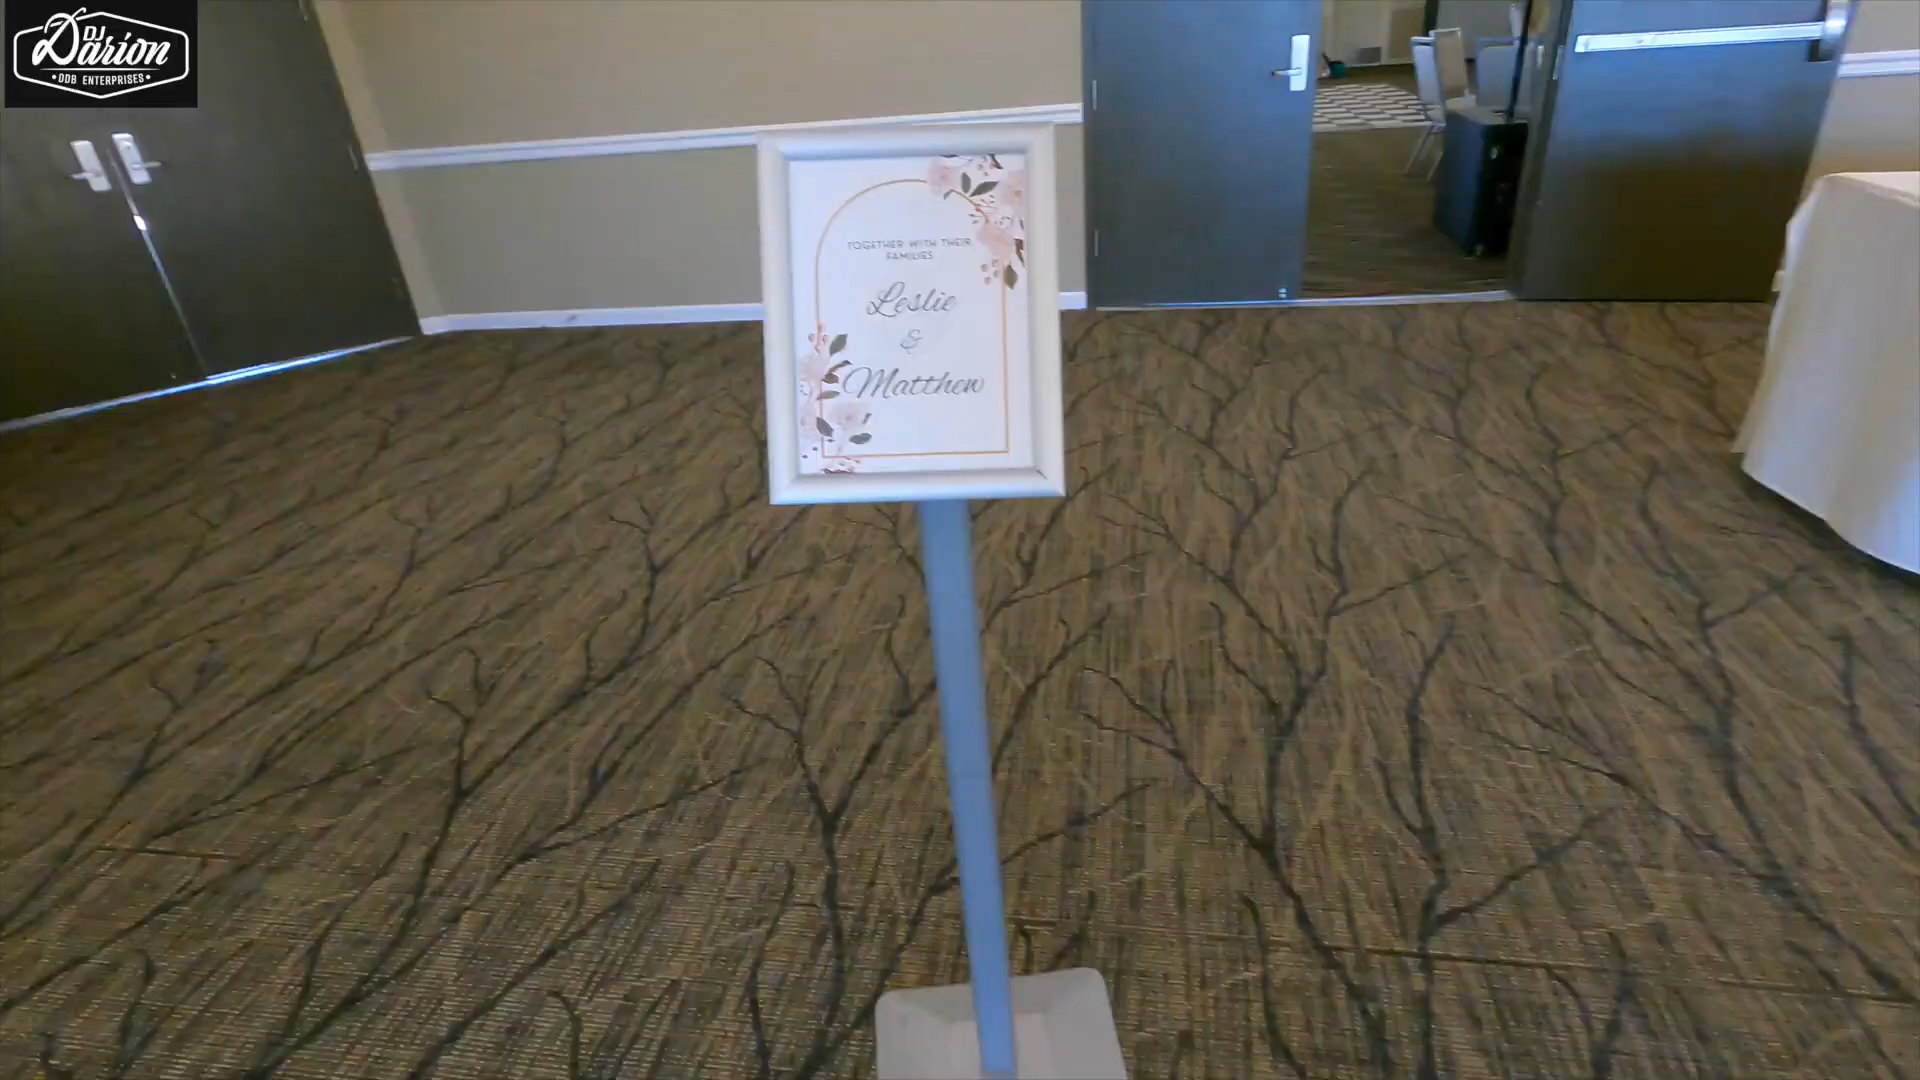 DJ
Darion
DDB ENTERPRISES
TOGETHER WITH THEIR
FAMILIES
Leslie
&
Matthew